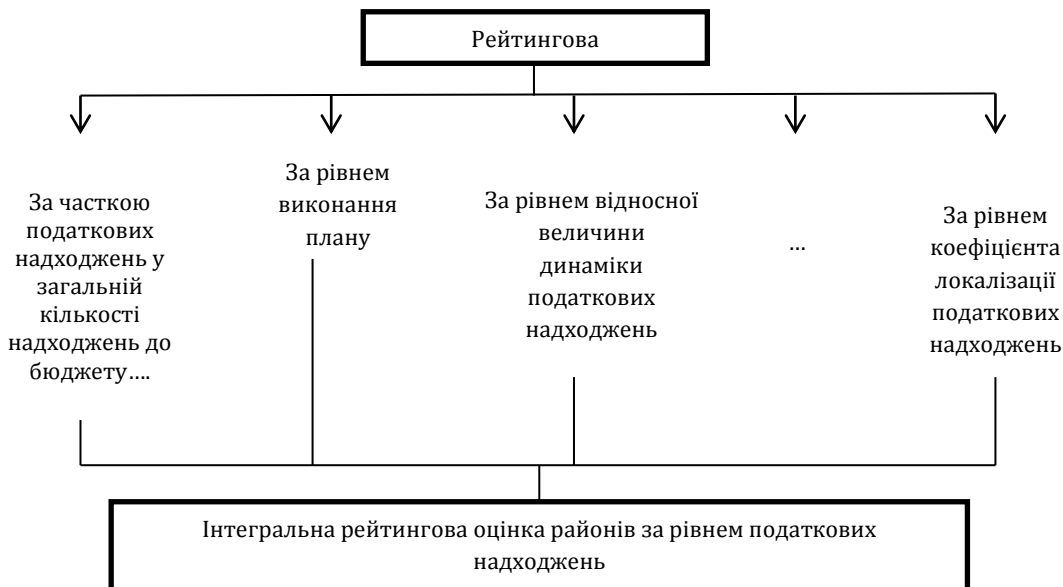 Рейтингова
За часткою
податкових
надходжень у
загальній
кількості
надходжень до
бюджету….
За рівнем
виконання
плану
За рівнем відносної
величини
динаміки
податкових
надходжень
…
За рівнем
коефіцієнта
локалізації
податкових
надходжень
Інтегральна рейтингова оцінка районів за рівнем податкових
надходжень